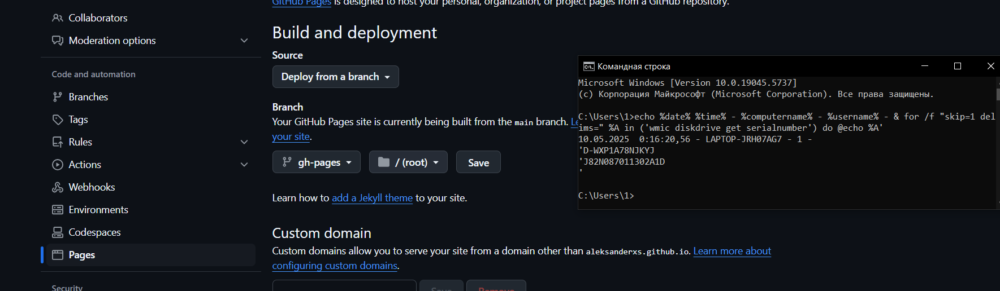 GitHub Pages is designed to host your personal, organization, or project pages from a GitHub repository.
Collaborators
Moderation options
Code and automation
Branches
Tags
Rules
Actions
Webhooks
Environments
Codespaces
Pages
Security
Build and deployment
Source
Deploy from a branch
Branch
Your GitHub Pages site is currently being built from the main branch.
your site.
gh-pages
/ (root)
Save
Learn how to add a Jekyll theme to your site.
Custom domain
Custom domains allow you to serve your site from a domain other than aleksanderxs.github.io. Learn more about
configuring custom domains.
Save
Remove
Командная строка
Microsoft Windows [Version 10.0.19045.5737]
(c) Корпорация Майкрософт (Microsoft Corporation). Все права защищены.
C:\Users\1>echo %date% %time% - %computername% - %username% - & for /f "skip=1 del
ims=" %A in ('wmic diskdrive get serialnumber') do @echo %A'
10.05.2025  0:16:20,56 - LAPTOP-JRH07AG7 - 1 -
'D-WXP1A78NJKYJ
'J82N087011302A1D
'
C:\Users\1>